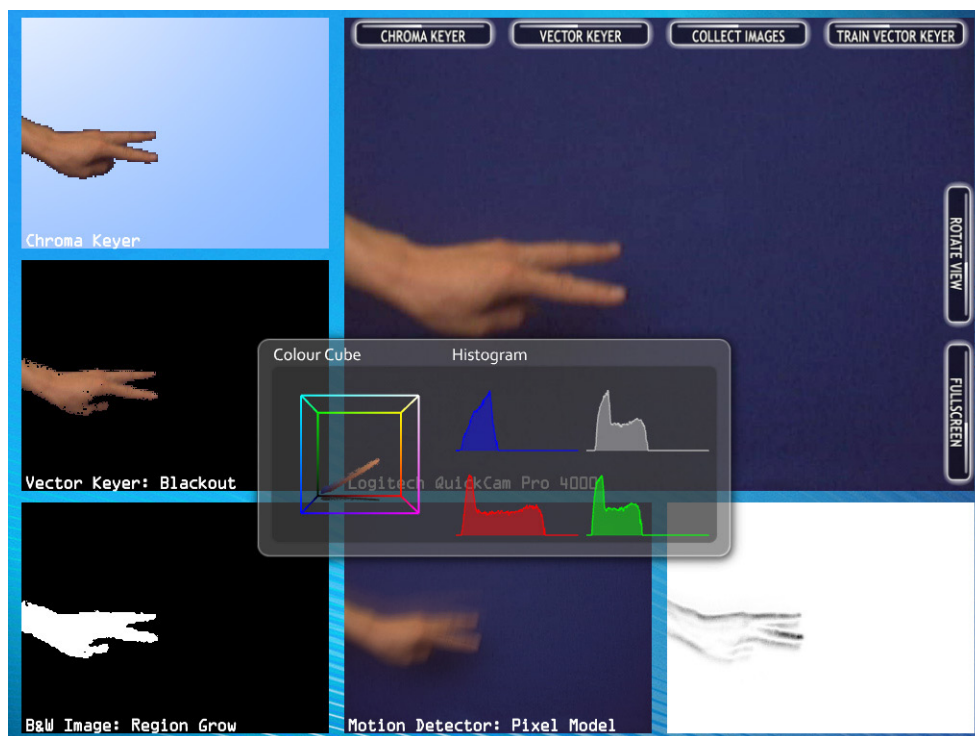 CHROMA KEYER
VECTOR KEYER
COLLECT IMAGES
TRAIN VECTOR KEYER
Chroma Keyer
ROTATE VIEW
Colour Cube
Histogram
FULLSCREEN
Vector Keyer: Blackout
Logitech QuickCam Pro 4000
B&W Image: Region Grow
Motion Detector: Pixel Model